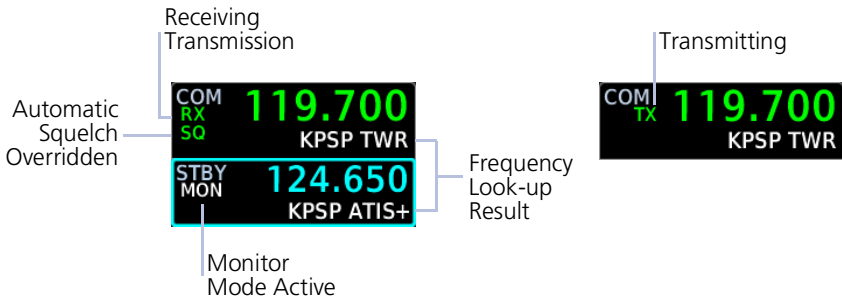 Receiving
Transmission
Transmitting
COM 119.700
RX
SQ
KPSP TWR
COM 119.700
TX
KPSP TWR
Automatic
Squelch
Overridden
STBY 124.650
MON
KPSP ATIS+
Frequency
Look-up
Result
Monitor
Mode Active